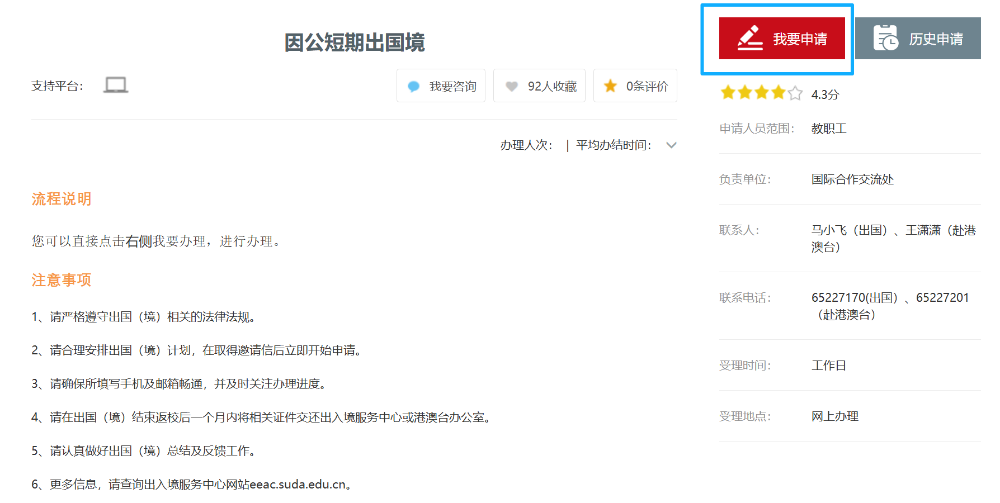 因公短期出国境
我要申请
历史申请
支持平台：
我要咨询
92人收藏
0条评价
4.3分
办理人次： | 平均办结时间：
申请人员范围： 教职工
负责单位： 国际合作交流处
联系人： 马小飞（出国）、王潇潇（赴港
澳台）
联系电话： 65227170(出国）、65227201
（赴港澳台）
受理时间： 工作日
受理地点： 网上办理
流程说明
您可以直接点击右侧我要办理，进行办理。
注意事项
1、请严格遵守出国（境）相关的法律法规。
2、请合理安排出国（境）计划，在取得邀请信后立即开始申请。
3、请确保所填写手机及邮箱畅通，并及时关注办理进度。
4、请在出国（境）结束返校后一个月内将相关证件交还出入境服务中心或港澳台办公室。
5、请认真做好出国（境）总结及反馈工作。
6、更多信息，请查询出入境服务中心网站eeac.suda.edu.cn。